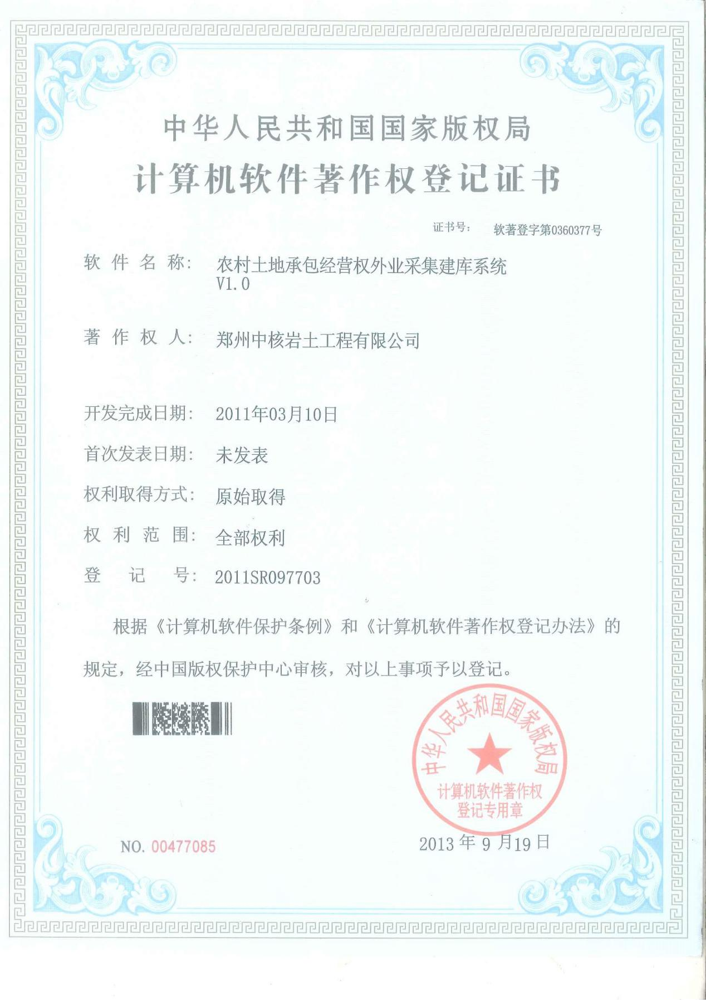 中华人民共和国国家版权局
计算机软件著作权登记证书
证书号： 软著登字第0360377号
软件名称： 农村土地承包经营权外业采集建库系统
V1.0
著作权人： 郑州中核岩土工程有限公司
开发完成日期： 2011年03月10日
首次发表日期： 未发表
权利取得方式： 原始取得
权利范围： 全部权利
登记号： 2011SR097703
根据《计算机软件保护条例》和《计算机软件著作权登记办法》的
规定，经中国版权保护中心审核，对以上事项予以登记。
中华人民共和国国家版权局
计算机软件著作权
登记专用章
NO. 00477085
2013年9月19日